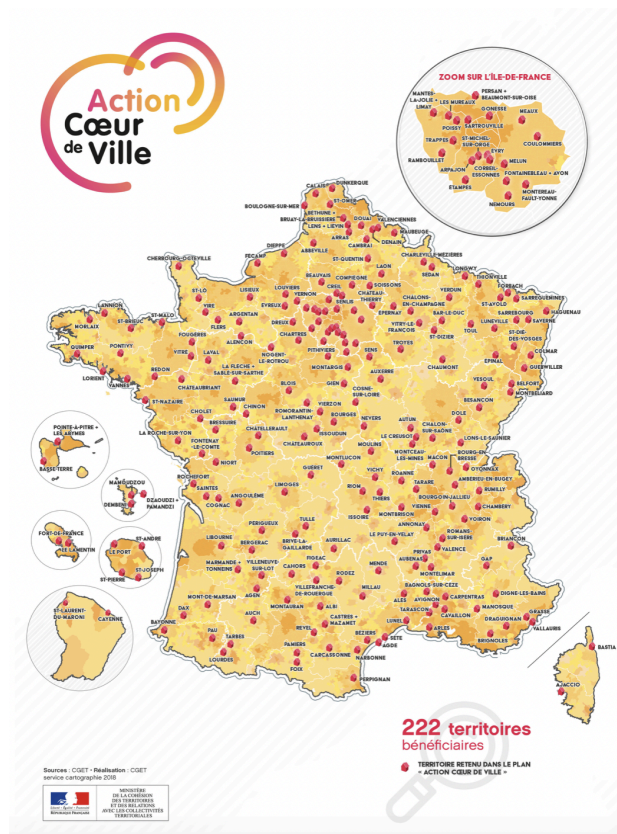 Action
Cœur
de Ville
ZOOM SUR L'ÎLE-DE-FRANCE
MANTES-
LA-JOLIE +
LIMAY
LES MUREAUX
PERSAN +
BEAUMONT-SUR-OISE
GONESSE
MEAUX
POISSY
SARTROUVILLE
TRAPPES
ST-MICHEL
SUR-ORGE
COULOMMIERS
EVRY
RAMBOUILLET
ARPAJON
CORBEIL-
ESSONNES
MELUN
FONTAINEBLEAU + AVON
ETAMPES
MONTEREAU-
FAULT-YONNE
NEMOURS
CALAIS
DUNKERQUE
ST-OMER
BOULOGNE-SUR-MER
BETHUNE +
BRUAY-LA-BUISSIÈRE
LENS + LIEVIN
DOUAI
VALENCIENNES
ARRAS
DENAIN
MAUBEUGE
CAMBRAI
ABBEVILLE
DIEPPE
FECAMP
ST-QUENTIN
CHARLEVILLE-MEZIERES
SEDAN
LAON
CHERBOURG-OCTEVILLE
BEAUVAIS
COMPIEGNE
SOISSONS
LONGWY
THIONVILLE
ST-LO
LISIEUX
LOUVIERS
VERNON
CREIL
SENLIS
CHATEAU-
THIERRY
CHALONS-
EN-CHAMPAGNE
VERDUN
FORBACH
ST-AVOLD
SARREGUEMINES
EVREUX
EPERNAY
BAR-LE-DUC
SARREBOURG
HAGUENAU
LANNION
VIRE
ARGENTAN
DREUX
VITRY-LE-
FRANÇOIS
ST-DIZIER
TOUL
LUNEVILLE
SAVERNE
MORLAIX
ST-BRIEUC
ST-MALO
FLERS
FOUGERES
ALENCON
CHARTRES
PITHIVIERS
SENS
TROYES
ST-DIE-
DES-VOSGES
QUIMPER
PONTIVY
VITRE
LAVAL
NOGENT-
LE-ROTROU
MONTARGIS
CHAUMONT
EPINAL
COLMAR
GUEBWILLER
LORIENT
VANNES
REDON
CHATEAUBRIANT
LA FLECHE +
SABLE-SUR-SARTHE
BLOIS
GIEN
AUXERRE
VESOUL
BELFORT
MONTBELIARD
COSNE-
SUR-LOIRE
BESANCON
ST-NAZAIRE
SAUMUR
CHINON
ROMORANTIN-
LANTHENAY
VIERZON
BOURGES
CHOLET
NEVERS
AUTUN
DOLE
BRESSUIRE
CHATELLERAULT
ISSOUDUN
CHALON-
SUR-SAÔNE
LA ROCHE-SUR-YON
FONTENAY
-LE-COMTE
CHATEAUROUX
MOULINS
LE CREUSOT
LONS-LE-SAUNIER
POITIERS
MONTCEAU-
LES-MINES
MACON
BOURG-EN
BRESSE
NIORT
MONTLUCON
OYONNAX
POINTE-A-PITRE +
LES ABYMES
BASSE-TERRE
ROCHEFORT
GUERET
VICHY
ROANNE
AMBERIEU-EN-BUGEY
RUMILLY
MAMOUDZOU
DEMBENI
DZAOUDZI +
PAMANDZI
SAINTES
COGNAC
ANGOULÊME
LIMOGES
RIOM
THIERS
TARARE
BOURGOIN-JALLIEU
CHAMBERY
ISSOIRE
MONTBRISON
VIENNE
VOIRON
FORT-DE-FRANCE
LE LAMENTIN
ST-ANDRÉ
LE PORT
ST-PIERRE
ST-JOSEPH
PERIGUEUX
TULLE
ANNONAY
ROMANS-
SUR-ISÈRE
LIBOURNE
BERGERAC
BRIVE-LA-
GAILLARDE
AURILLAC
LE PUY-EN-VELAY
VALENCE
BRIANCON
PRIVAS
AUBENAS
MARMANDE +
TONNEINS
VILLENEUVE-
SUR-LOT
FIGEAC
CAHORS
RODEZ
MENDE
MONTELIMAR
GAP
ST-LAURENT-
DU-MARONI
CAYENNE
MONT-DE-MARSAN
AGEN
VILLEFRANCHE-
DE-ROUERGUE
MILLAU
BAGNOLS-SUR-CEZE
CARPENTRAS
DIGNE-LES-BAINS
DAX
AUCH
MONTAUBAN
ALBI
ALES
AVIGNON
MANOSQUE
GRASSE
BAYONNE
CASTRES +
MAZAMET
TARASCON
CAVAILLON
DRAGUIGNAN
VALLAURIS
REVEL
LUNEL
ARLES
BRIGNOLES
PAU
TARBES
BEZIERS
SETE
AGDE
LOURDES
PAMIERS
CARCASSONNE
NARBONNE
FOIX
BASTIA
PERPIGNAN
AJACCIO
222 territoires
bénéficiaires
TERRITOIRE RETENU DANS LE PLAN
« ACTION CŒUR DE VILLE »
Sources : CGET • Réalisation : CGET
service cartographie 2018
RÉPUBLIQUE FRANÇAISE
MINISTÈRE
DE LA COHÉSION
DES TERRITOIRES
ET DES RELATIONS
AVEC LES COLLECTIVITÉS
TERRITORIALES